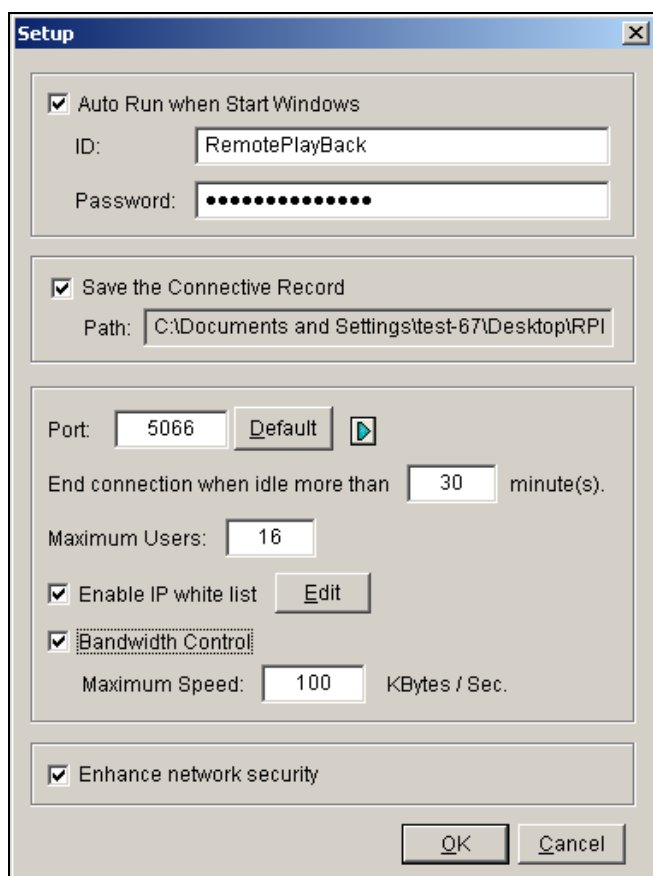 Setup
Auto Run when Start Windows
ID: RemotePlayBack
Password: ●●●●●●●●●●●●●●
Save the Connective Record
Path: C:\Documents and Settings\test-67\Desktop\RPI
Port: 5066 Default
End connection when idle more than 30 minute(s).
Maximum Users: 16
Enable IP white list Edit
Bandwidth Control
Maximum Speed: 100 KBytes / Sec.
Enhance network security
OK Cancel